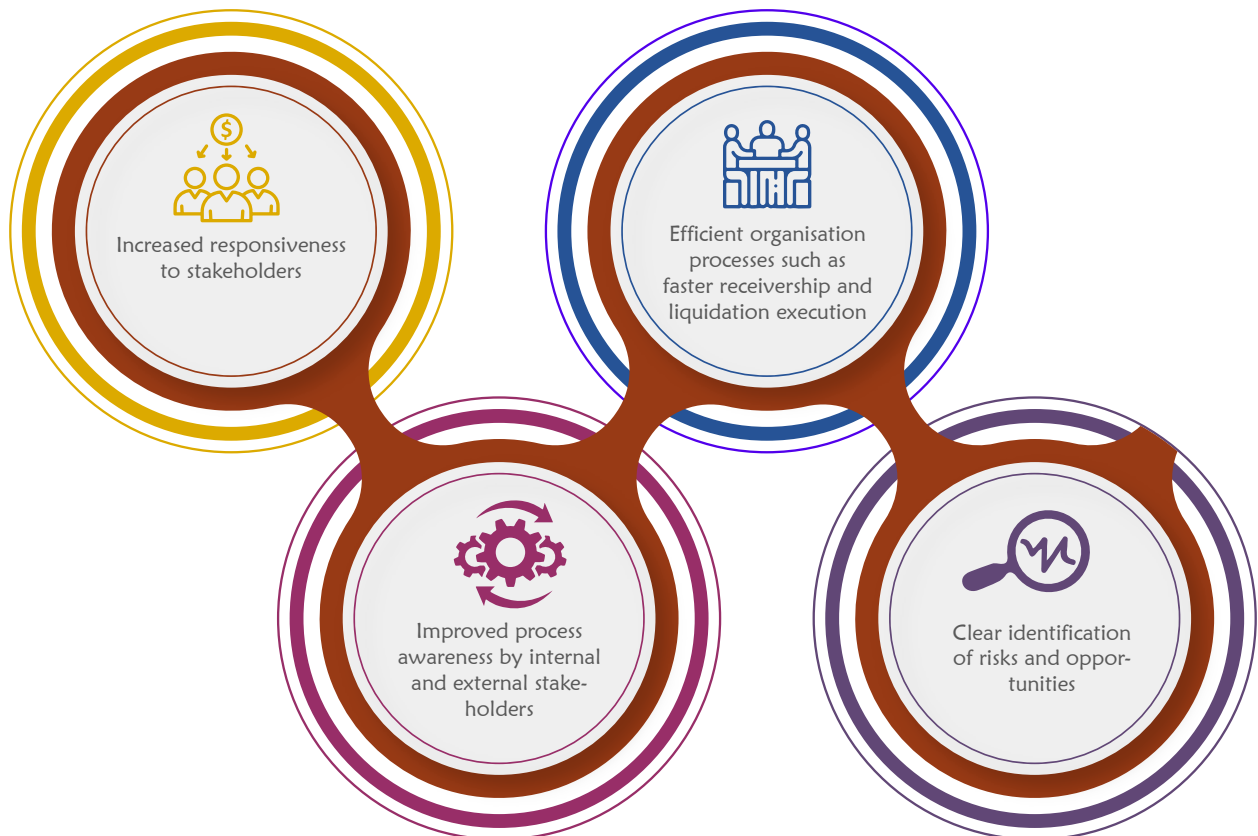 $
Increased responsiveness
to stakeholders
Improved process
awareness by internal
and external stake-
holders
Efficient organisation
processes such as
faster receivership and
liquidation execution
Clear identification
of risks and oppor-
tunities